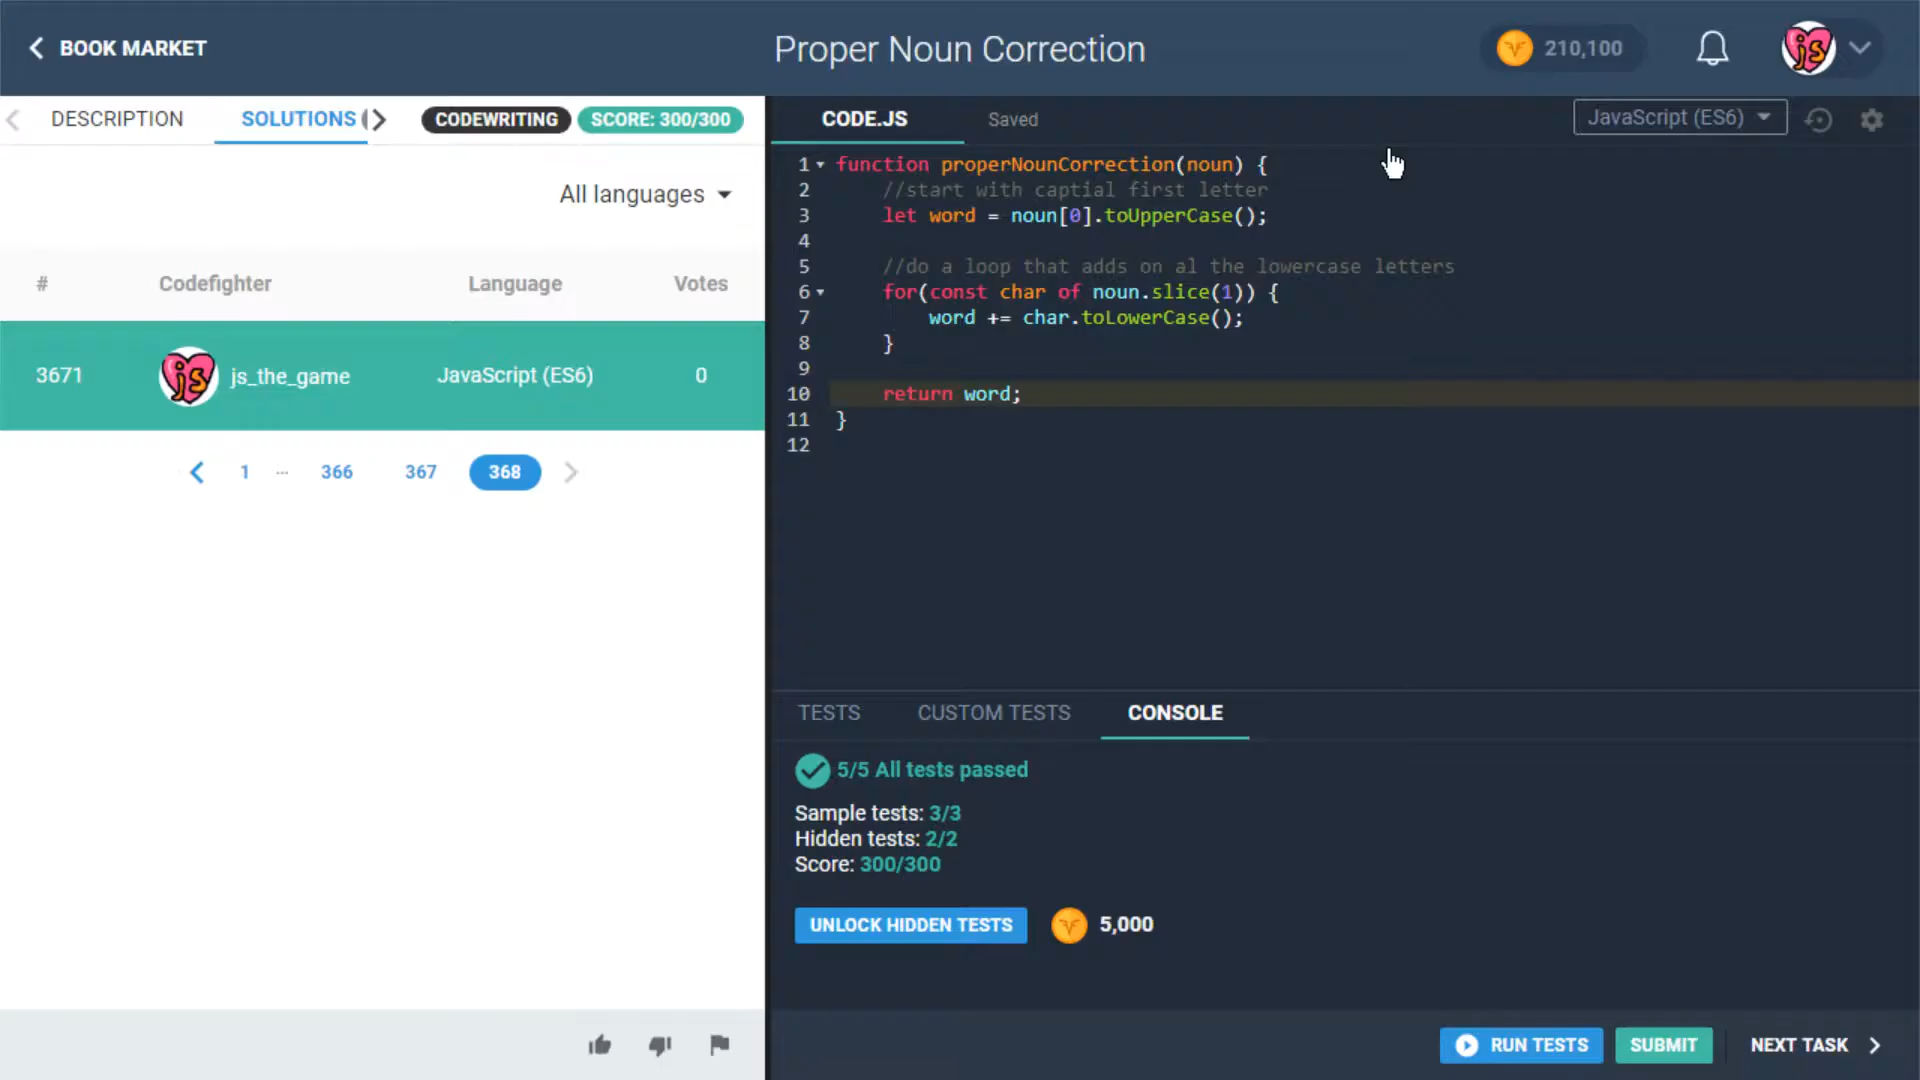 BOOK MARKET
Proper Noun Correction
210,100
DESCRIPTION
SOLUTIONS
CODEWRITING
SCORE: 300/300
All languages
# Codefighter Language Votes
3671 js_the_game JavaScript (ES6) 0
1 ... 366 367 368
CODE.JS
Saved
JavaScript (ES6)
1 function properNounCorrection(noun) {
2 //start with captial first letter
3 let word = noun[0].toUpperCase();
4
5 //do a loop that adds on al the lowercase letters
6 for(const char of noun.slice(1)) {
7 word += char.toLowerCase();
8 }
9
10 return word;
11 }
12
TESTS
CUSTOM TESTS
CONSOLE
5/5 All tests passed
Sample tests: 3/3
Hidden tests: 2/2
Score: 300/300
UNLOCK HIDDEN TESTS
5,000
RUN TESTS
SUBMIT
NEXT TASK